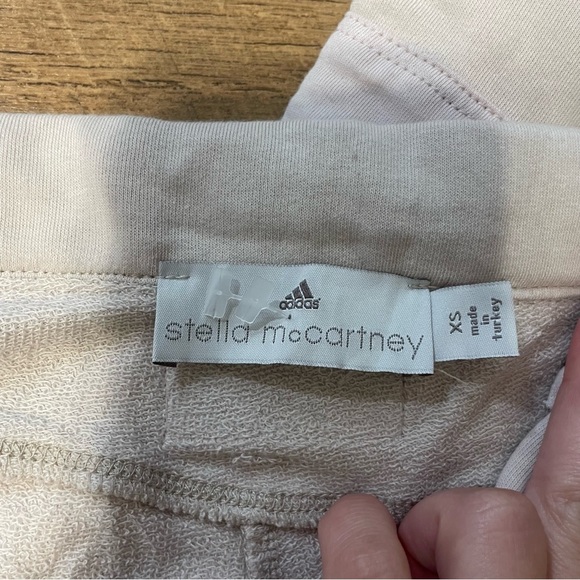 adidas
stella mccartney
XS
made
in
turkey